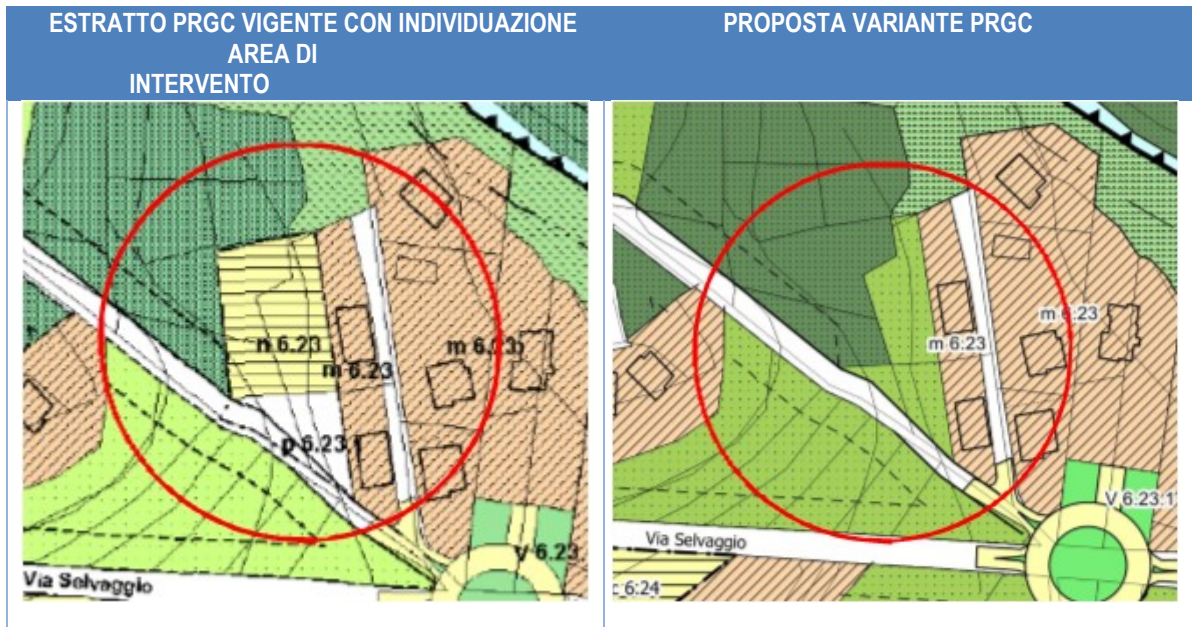 ESTRATTO PRGC VIGENTE CON INDIVIDUAZIONE
AREA DI
INTERVENTO
PROPOSTA VARIANTE PRGC
n 6.23
m 6.23
m 6.23
p 6.23.1
V 6.23
Via Selvaggio
m 6:23
m 6:23
V 6.23:1
Via Selvaggio
c 6:24